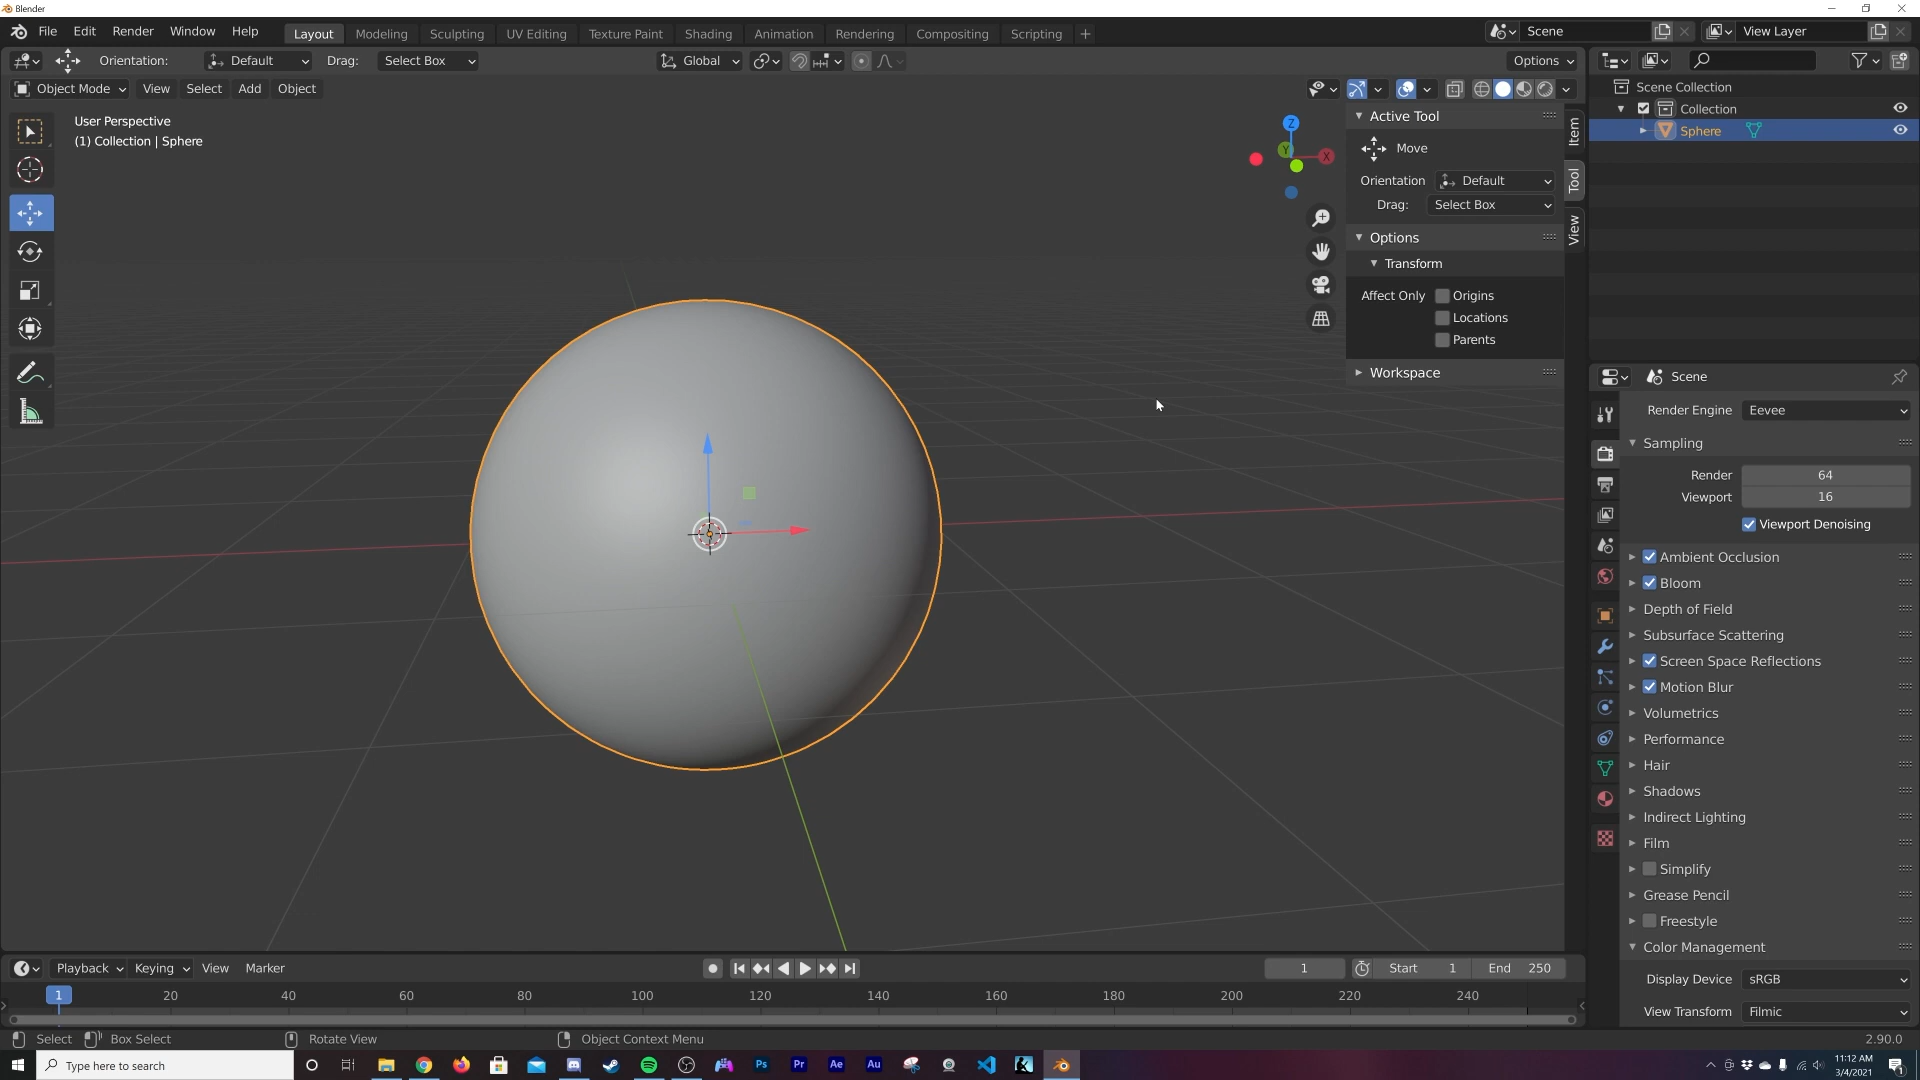 Blender
File Edit Render Window Help Layout Modeling Sculpting UV Editing Texture Paint Shading Animation Rendering Compositing Scripting + Scene View Layer
Orientation: Default Drag: Select Box Global Options
Object Mode View Select Add Object
User Perspective
(1) Collection | Sphere
Z
Y
X
Active Tool
Move
Orientation Default
Drag: Select Box
Options
Transform
Affect Only Origins
Locations
Parents
Workspace
Item
Tool
View
Scene Collection
Collection
Sphere
Scene
Render Engine Eevee
Sampling
Render 64
Viewport 16
Viewport Denoising
Ambient Occlusion
Bloom
Depth of Field
Subsurface Scattering
Screen Space Reflections
Motion Blur
Volumetrics
Performance
Hair
Shadows
Indirect Lighting
Film
Simplify
Grease Pencil
Freestyle
Color Management
Display Device sRGB
View Transform Filmic
Playback Keying View Marker 1 Start 1 End 250
1 20 40 60 80 100 120 140 160 180 200 220 240
Select Box Select Rotate View Object Context Menu 2.90.0
Type here to search Ps Pr Ae Au K 11:12 AM
3/4/2021